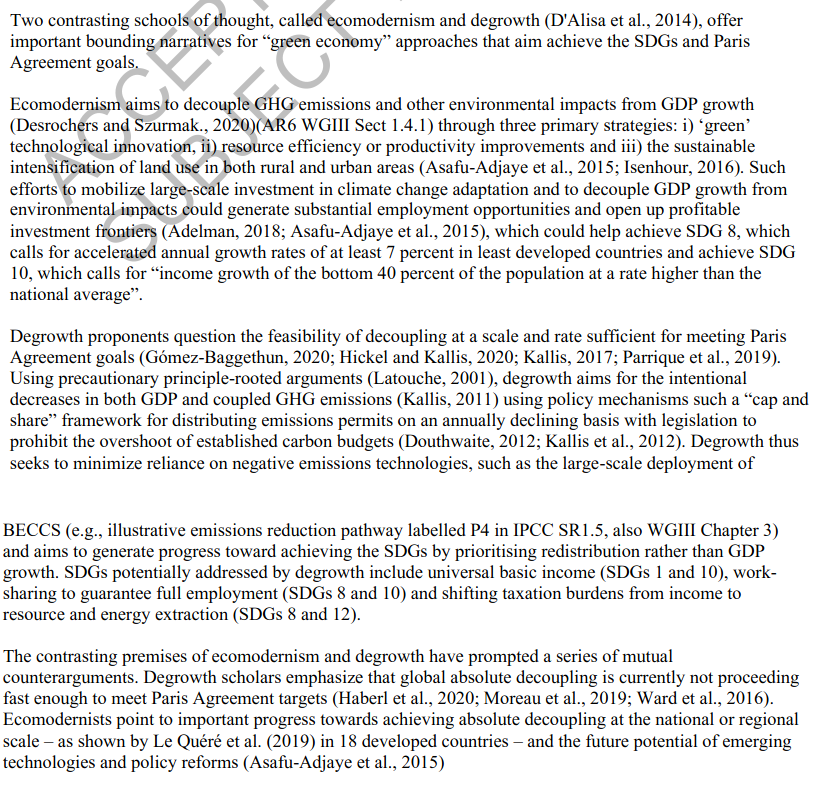 Two contrasting schools of thought, called ecomodernism and degrowth (D'Alisa et al., 2014), offer
important bounding narratives for “green economy” approaches that aim achieve the SDGs and Paris
Agreement goals.
Ecomodernism aims to decouple GHG emissions and other environmental impacts from GDP growth
(Desrochers and Szurmak., 2020)(AR6 WGIII Sect 1.4.1) through three primary strategies: i) ‘green’
technological innovation, ii) resource efficiency or productivity improvements and iii) the sustainable
intensification of land use in both rural and urban areas (Asafu-Adjaye et al., 2015; Isenhour, 2016). Such
efforts to mobilize large-scale investment in climate change adaptation and to decouple GDP growth from
environmental impacts could generate substantial employment opportunities and open up profitable
investment frontiers (Adelman, 2018; Asafu-Adjaye et al., 2015), which could help achieve SDG 8, which
calls for accelerated annual growth rates of at least 7 percent in least developed countries and achieve SDG
10, which calls for “income growth of the bottom 40 percent of the population at a rate higher than the
national average”.
Degrowth proponents question the feasibility of decoupling at a scale and rate sufficient for meeting Paris
Agreement goals (Gómez-Baggethun, 2020; Hickel and Kallis, 2020; Kallis, 2017; Parrique et al., 2019).
Using precautionary principle-rooted arguments (Latouche, 2001), degrowth aims for the intentional
decreases in both GDP and coupled GHG emissions (Kallis, 2011) using policy mechanisms such a “cap and
share” framework for distributing emissions permits on an annually declining basis with legislation to
prohibit the overshoot of established carbon budgets (Douthwaite, 2012; Kallis et al., 2012). Degrowth thus
seeks to minimize reliance on negative emissions technologies, such as the large-scale deployment of
BECCS (e.g., illustrative emissions reduction pathway labelled P4 in IPCC SR1.5, also WGIII Chapter 3)
and aims to generate progress toward achieving the SDGs by prioritising redistribution rather than GDP
growth. SDGs potentially addressed by degrowth include universal basic income (SDGs 1 and 10), work-
sharing to guarantee full employment (SDGs 8 and 10) and shifting taxation burdens from income to
resource and energy extraction (SDGs 8 and 12).
The contrasting premises of ecomodernism and degrowth have prompted a series of mutual
counterarguments. Degrowth scholars emphasize that global absolute decoupling is currently not proceeding
fast enough to meet Paris Agreement targets (Haberl et al., 2020; Moreau et al., 2019; Ward et al., 2016).
Ecomodernists point to important progress towards achieving absolute decoupling at the national or regional
scale – as shown by Le Quéré et al. (2019) in 18 developed countries – and the future potential of emerging
technologies and policy reforms (Asafu-Adjaye et al., 2015)
ACCEP
SUBJECT